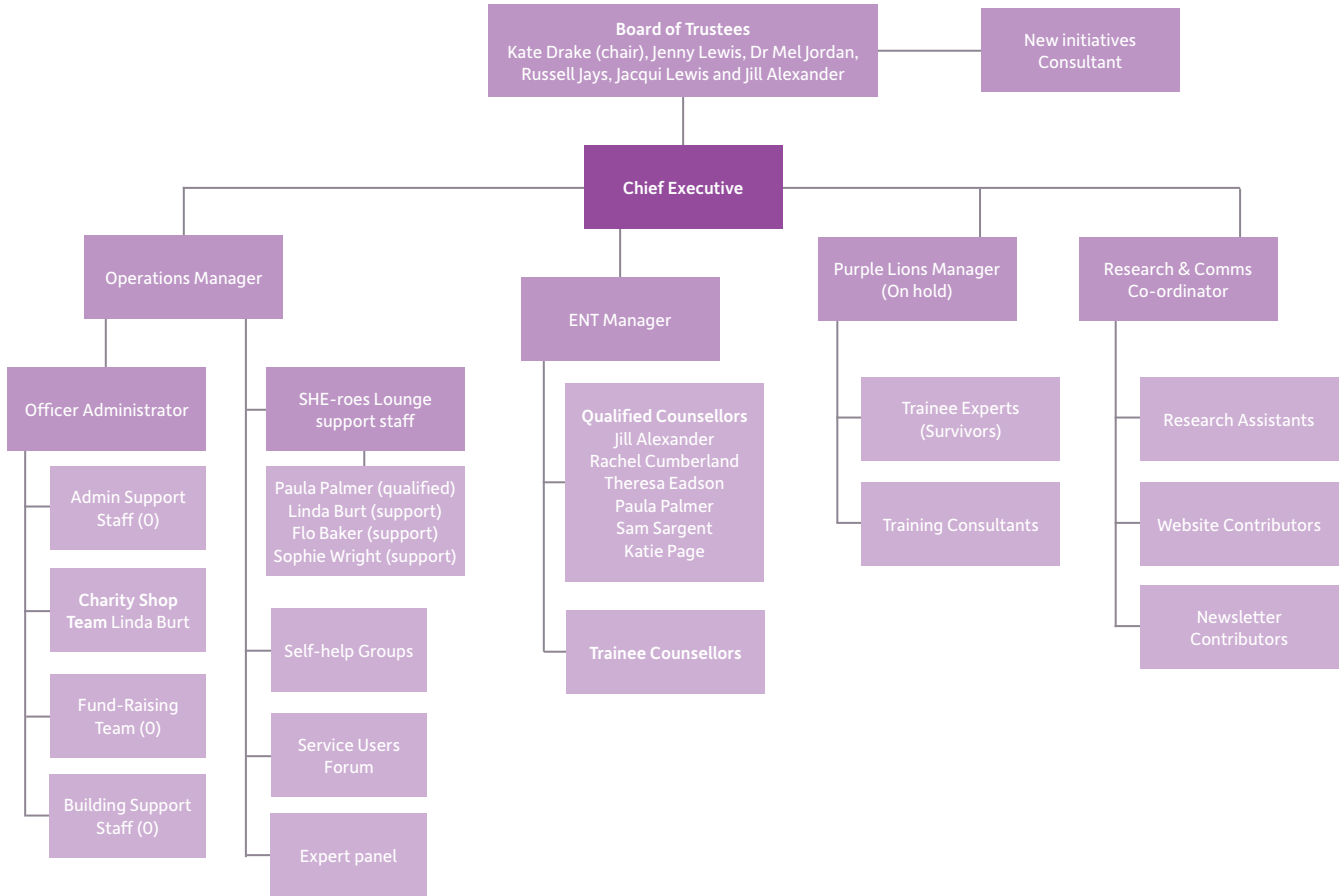 Board of Trustees
Kate Drake (chair), Jenny Lewis, Dr Mel Jordan,
Russell Jays, Jacqui Lewis and Jill Alexander
New initiatives
Consultant
Chief Executive
Operations Manager
ENT Manager
Purple Lions Manager
(On hold)
Research & Comms
Co-ordinator
Officer Administrator
Admin Support
Staff (0)
Charity Shop
Team Linda Burt
Fund-Raising
Team (0)
Building Support
Staff (0)
SHE-roes Lounge
support staff
Paula Palmer (qualified)
Linda Burt (support)
Flo Baker (support)
Sophie Wright (support)
Self-help Groups
Service Users
Forum
Expert panel
Qualified Counsellors
Jill Alexander
Rachel Cumberland
Theresa Eadson
Paula Palmer
Sam Sargent
Katie Page
Trainee Counsellors
Trainee Experts
(Survivors)
Training Consultants
Research Assistants
Website Contributors
Newsletter
Contributors